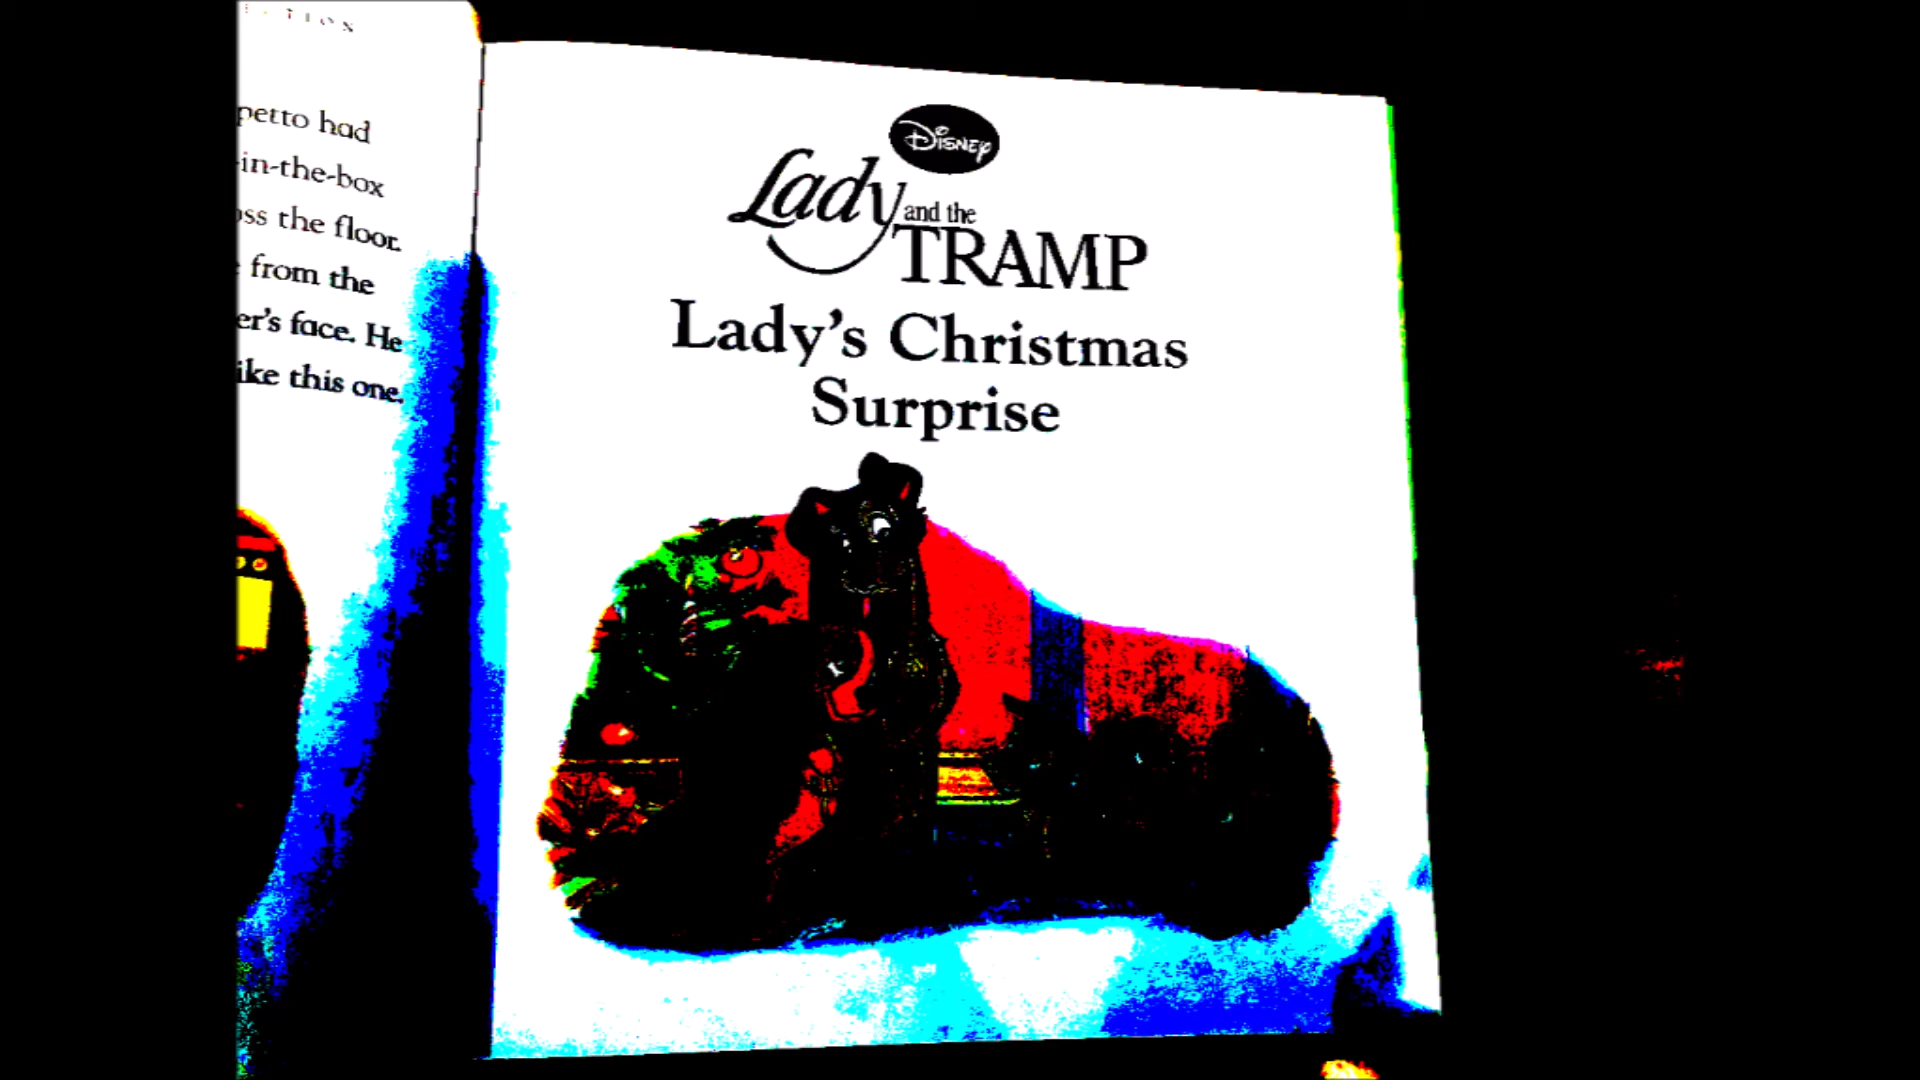 petto had
in-the-box
oss the floor.
from the
er's face. He
ike this one.
Disney
Lady
and the
TRAMP
Lady's Christmas
Surprise